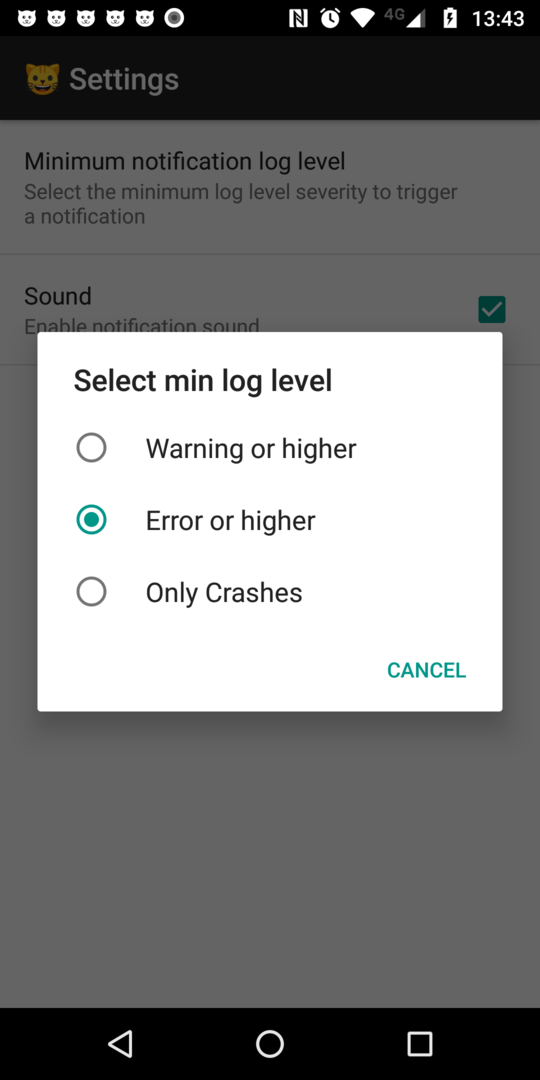 4G 13:43
Settings
Minimum notification log level
Select the minimum log level severity to trigger
a notification
Sound
Enable notification sound
Select min log level
Warning or higher
Error or higher
Only Crashes
CANCEL